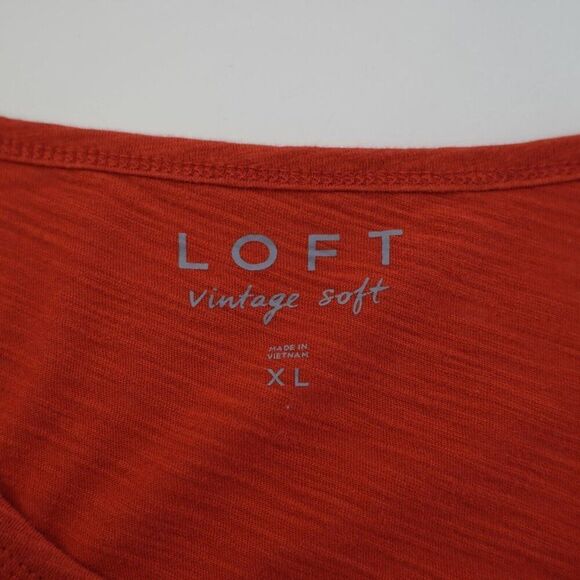 LOFT
vintage soft
MADE IN
VIETNAM
XL